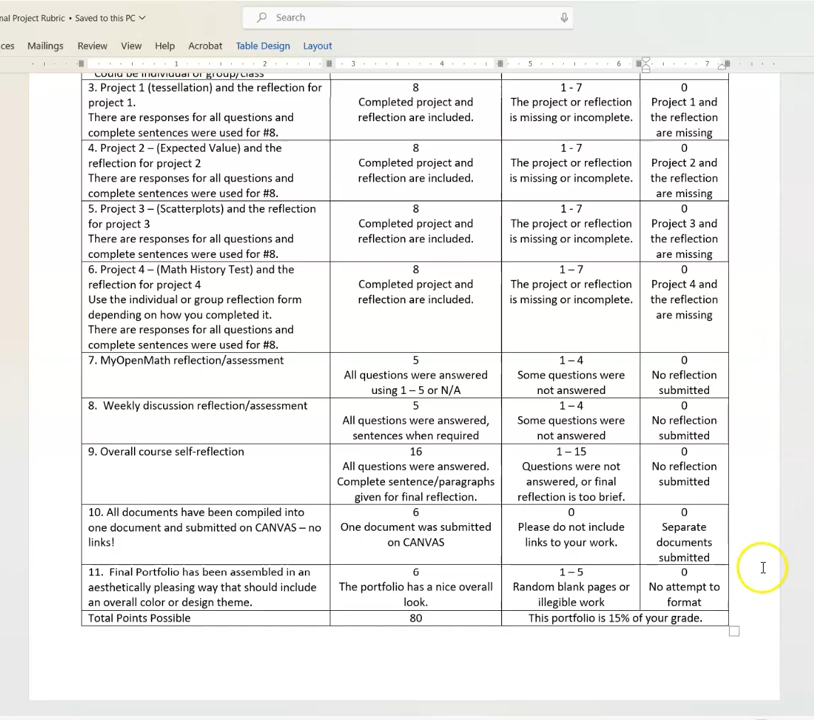 nal Project Rubric • Saved to this PC
Search
ces Mailings Review View Help Acrobat Table Design Layout
1 2 3 4 5 6 7
Could be individual or group/class
3. Project 1 (tessellation) and the reflection for
project 1.
There are responses for all questions and
complete sentences were used for #8.
8
Completed project and
reflection are included.
1 - 7
The project or reflection
is missing or incomplete.
0
Project 1 and
the reflection
are missing
4. Project 2 – (Expected Value) and the
reflection for project 2
There are responses for all questions and
complete sentences were used for #8.
8
Completed project and
reflection are included.
1 - 7
The project or reflection
is missing or incomplete.
0
Project 2 and
the reflection
are missing
5. Project 3 – (Scatterplots) and the reflection
for project 3
There are responses for all questions and
complete sentences were used for #8.
8
Completed project and
reflection are included.
1 - 7
The project or reflection
is missing or incomplete.
0
Project 3 and
the reflection
are missing
6. Project 4 – (Math History Test) and the
reflection for project 4
Use the individual or group reflection form
depending on how you completed it.
There are responses for all questions and
complete sentences were used for #8.
8
Completed project and
reflection are included.
1 – 7
The project or reflection
is missing or incomplete.
0
Project 4 and
the reflection
are missing
7. MyOpenMath reflection/assessment
5
All questions were answered
using 1 – 5 or N/A
1 – 4
Some questions were
not answered
0
No reflection
submitted
8. Weekly discussion reflection/assessment
5
All questions were answered,
sentences when required
1 – 4
Some questions were
not answered
0
No reflection
submitted
9. Overall course self-reflection
16
All questions were answered.
Complete sentence/paragraphs
given for final reflection.
1 – 15
Questions were not
answered, or final
reflection is too brief.
0
No reflection
submitted
10. All documents have been compiled into
one document and submitted on CANVAS – no
links!
6
One document was submitted
on CANVAS
0
Please do not include
links to your work.
0
Separate
documents
submitted
11. Final Portfolio has been assembled in an
aesthetically pleasing way that should include
an overall color or design theme.
6
The portfolio has a nice overall
look.
1 – 5
Random blank pages or
illegible work
0
No attempt to
format
Total Points Possible
80
This portfolio is 15% of your grade.